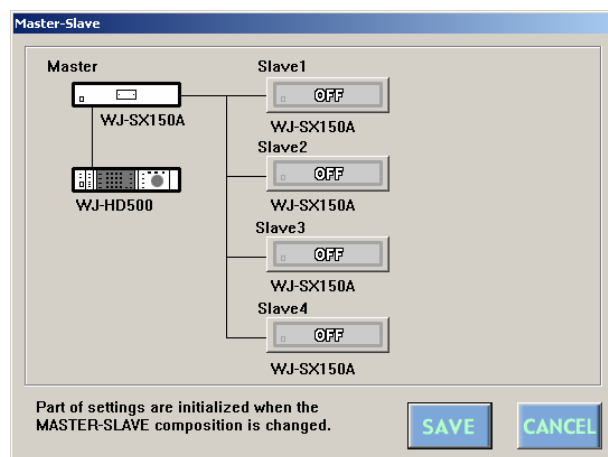 Master-Slave
Master
Slave1
OFF
WJ-SX150A
WJ-SX150A
Slave2
OFF
WJ-HD500
WJ-SX150A
Slave3
OFF
WJ-SX150A
Slave4
OFF
WJ-SX150A
Part of settings are initialized when the
MASTER-SLAVE composition is changed.
SAVE
CANCEL